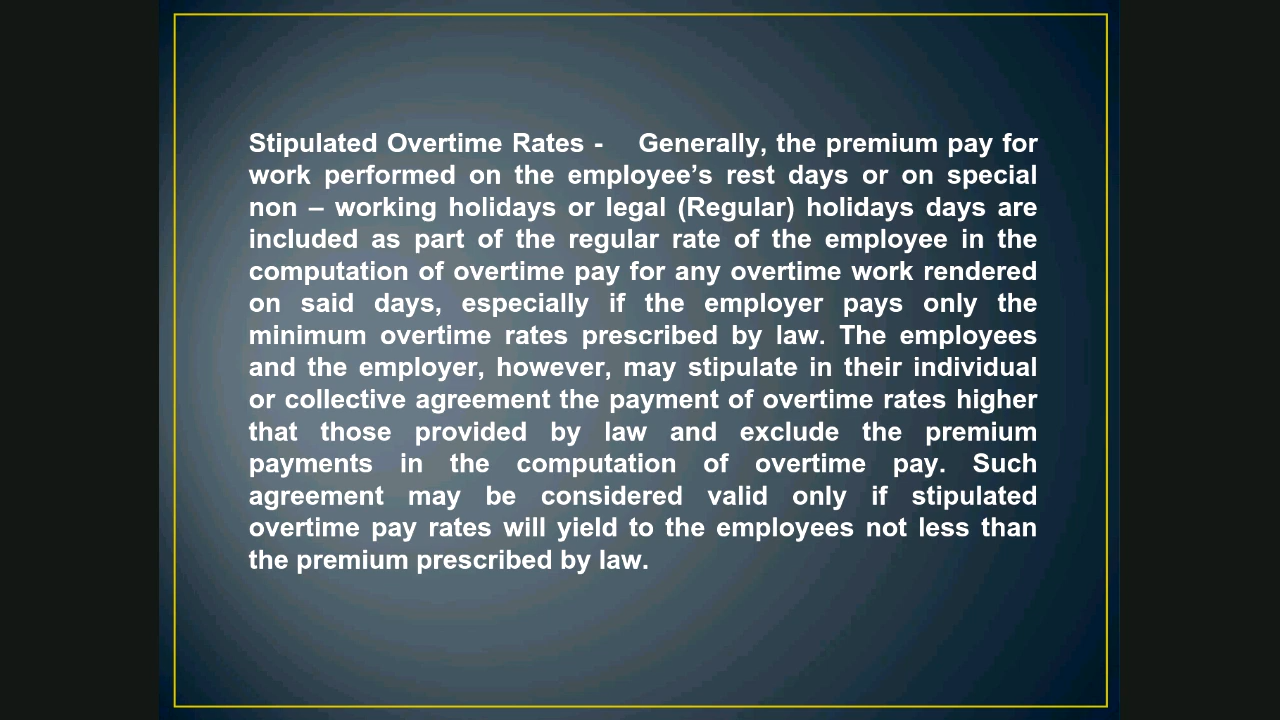 Stipulated Overtime Rates - Generally, the premium pay for
work performed on the employee’s rest days or on special
non – working holidays or legal (Regular) holidays days are
included as part of the regular rate of the employee in the
computation of overtime pay for any overtime work rendered
on said days, especially if the employer pays only the
minimum overtime rates prescribed by law. The employees
and the employer, however, may stipulate in their individual
or collective agreement the payment of overtime rates higher
that those provided by law and exclude the premium
payments in the computation of overtime pay. Such
agreement may be considered valid only if stipulated
overtime pay rates will yield to the employees not less than
the premium prescribed by law.